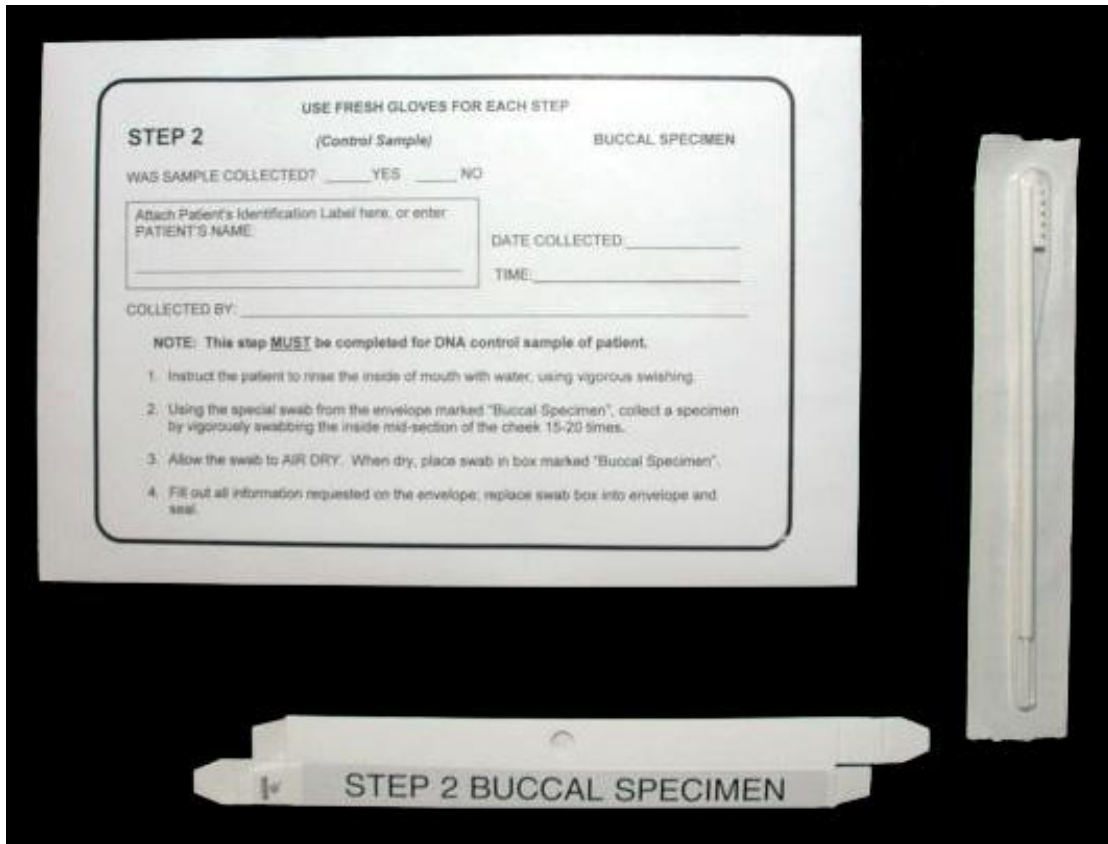 USE FRESH GLOVES FOR EACH STEP
STEP 2 (Control Sample) BUCCAL SPECIMEN
WAS SAMPLE COLLECTED? _____YES _____ NO
Attach Patient's Identification Label here, or enter
PATIENT'S NAME:
DATE COLLECTED:____________
TIME:______________________
COLLECTED BY: ______________________________
NOTE: This step MUST be completed for DNA control sample of patient.
1. Instruct the patient to rinse the inside of mouth with water, using vigorous swishing.
2. Using the special swab from the envelope marked "Buccal Specimen", collect a specimen
by vigorously swabbing the inside mid-section of the cheek 15-20 times.
3. Allow the swab to AIR DRY. When dry, place swab in box marked "Buccal Specimen".
4. Fill out all information requested on the envelope; replace swab box into envelope and
seal.
STEP 2 BUCCAL SPECIMEN